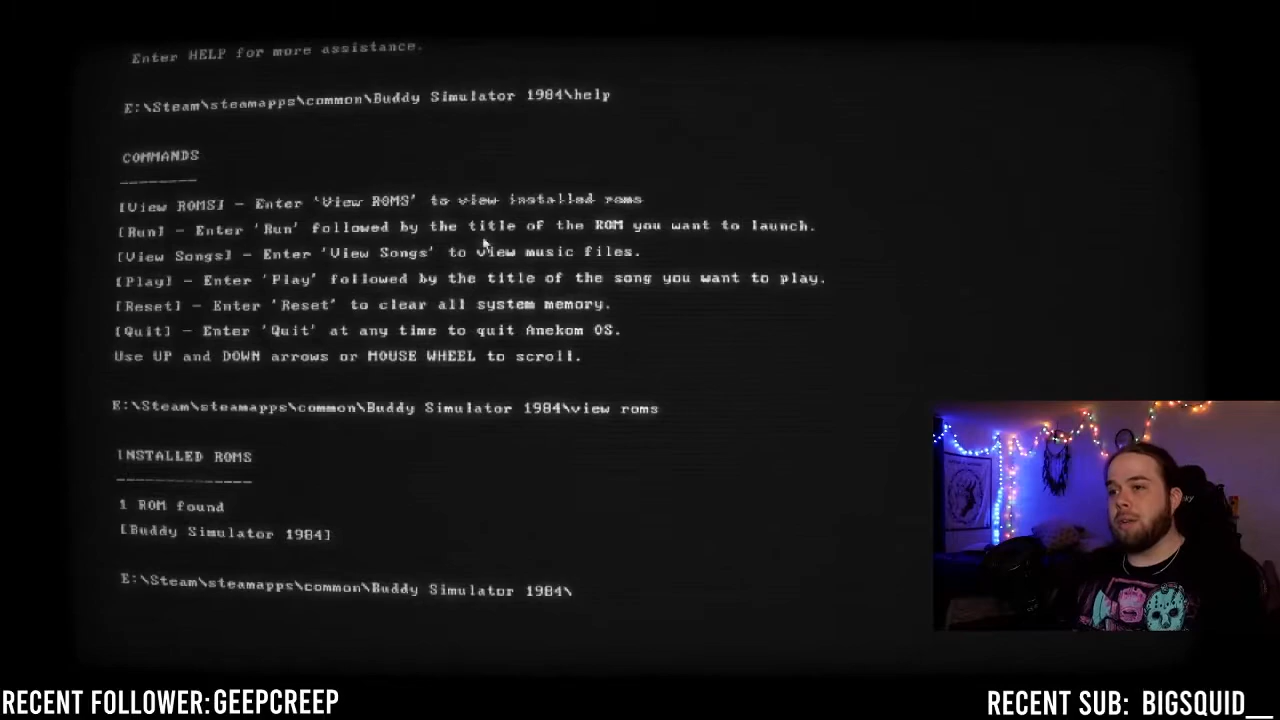 Enter HELP for more assistance.
E:\Steam\steamapps\common\Buddy Simulator 1984\help
COMMANDS
--------
[View ROMS] - Enter 'View ROMS' to view installed roms
[Run] - Enter 'Run' followed by the title of the ROM you want to launch.
[View Songs] - Enter 'View Songs' to view music files.
[Play] - Enter 'Play' followed by the title of the song you want to play.
[Reset] - Enter 'Reset' to clear all system memory.
[Quit] - Enter 'Quit' at any time to quit Anekom OS.
Use UP and DOWN arrows or MOUSE WHEEL to scroll.
E:\Steam\steamapps\common\Buddy Simulator 1984\view roms
INSTALLED ROMS
--------------
1 ROM found
[Buddy Simulator 1984]
E:\Steam\steamapps\common\Buddy Simulator 1984\
RECENT FOLLOWER: GEEPCREEP
RECENT SUB: BIGSQUID__